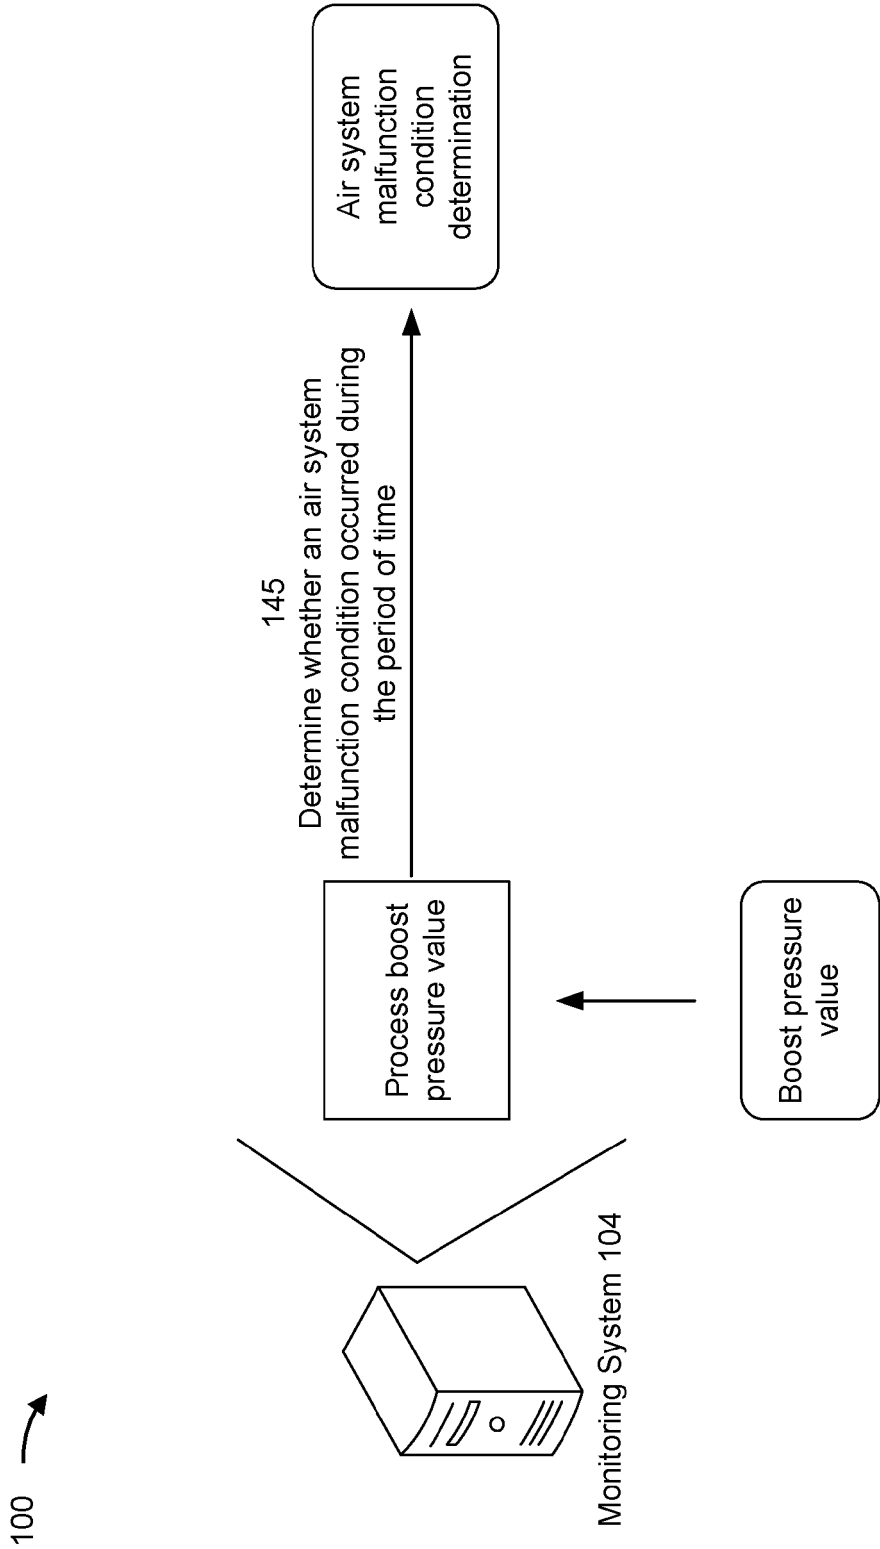 100
Monitoring System 104
Process boost
pressure value
Boost pressure
value
145
Determine whether an air system
malfunction condition occurred during
the period of time
Air system
malfunction
condition
determination